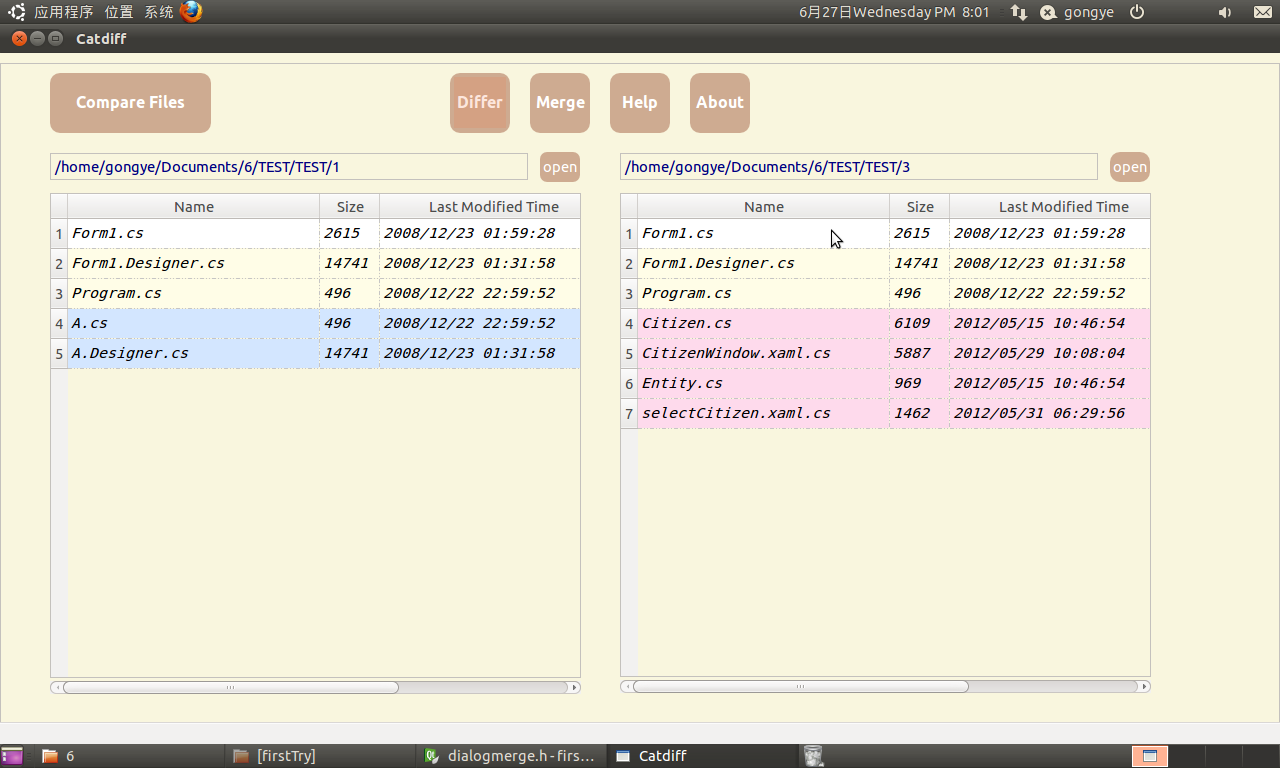 应用程序 位置 系统 6月27日Wednesday PM 8:01 gongye
Catdiff
Compare Files Differ Merge Help About
/home/gongye/Documents/6/TEST/TEST/1 open /home/gongye/Documents/6/TEST/TEST/3 open
Name Size Last Modified Time Name Size Last Modified Time
1 Form1.cs 2615 2008/12/23 01:59:28 1 Form1.cs 2615 2008/12/23 01:59:28
2 Form1.Designer.cs 14741 2008/12/23 01:31:58 2 Form1.Designer.cs 14741 2008/12/23 01:31:58
3 Program.cs 496 2008/12/22 22:59:52 3 Program.cs 496 2008/12/22 22:59:52
4 A.cs 496 2008/12/22 22:59:52 4 Citizen.cs 6109 2012/05/15 10:46:54
5 A.Designer.cs 14741 2008/12/23 01:31:58 5 CitizenWindow.xaml.cs 5887 2012/05/29 10:08:04
6 Entity.cs 969 2012/05/15 10:46:54
7 selectCitizen.xaml.cs 1462 2012/05/31 06:29:56
6 [firstTry] dialogmerge.h - firs... Catdiff